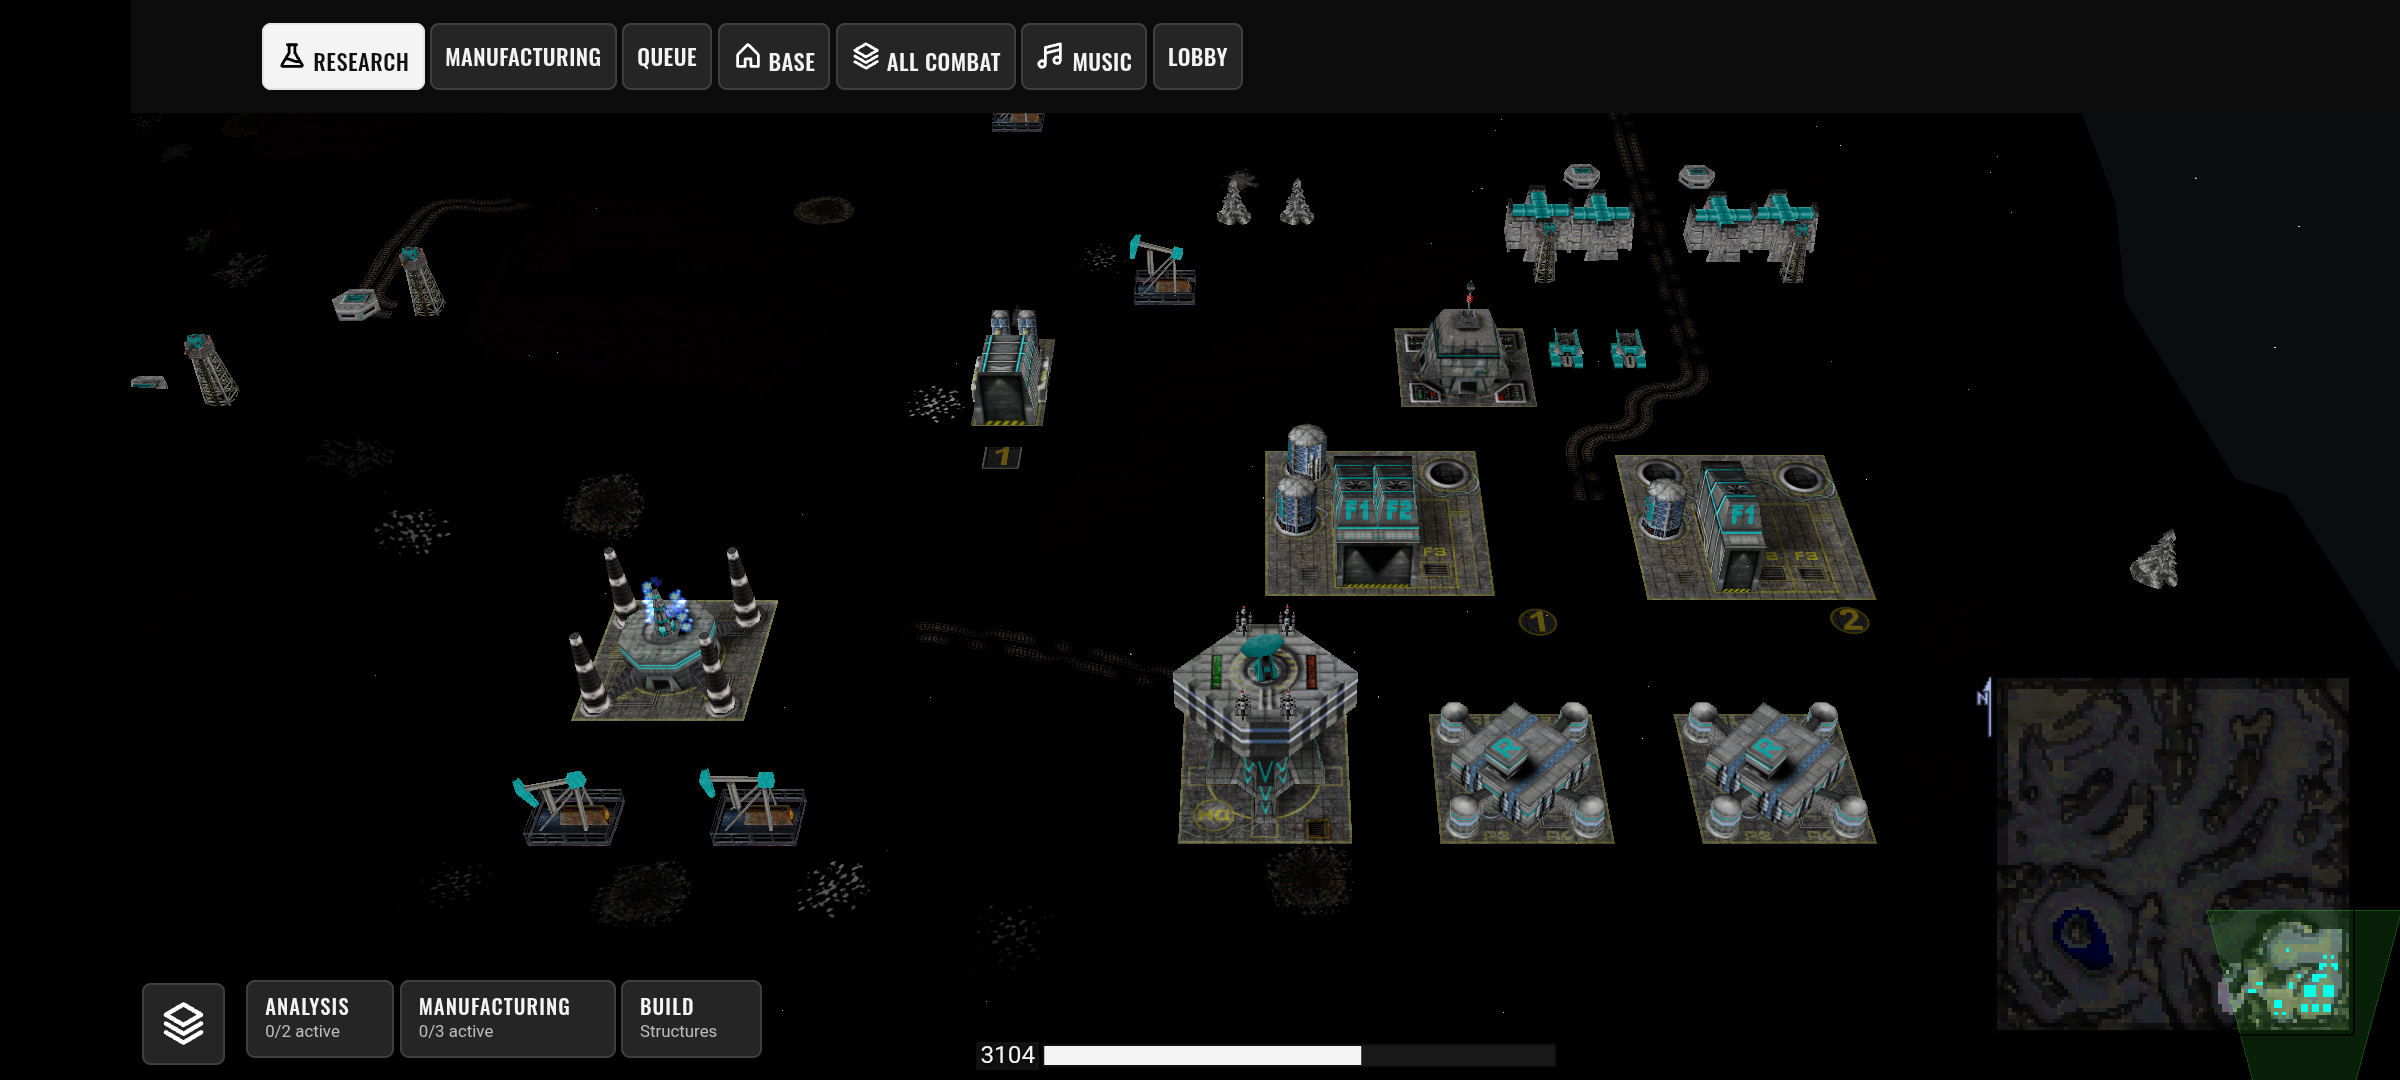 RESEARCH
MANUFACTURING
QUEUE
BASE
ALL COMBAT
MUSIC
LOBBY
1
F1 F2
F3
F1
F3
1
2
N
R
R
HQ
ANALYSIS
0/2 active
MANUFACTURING
0/3 active
BUILD
Structures
3104